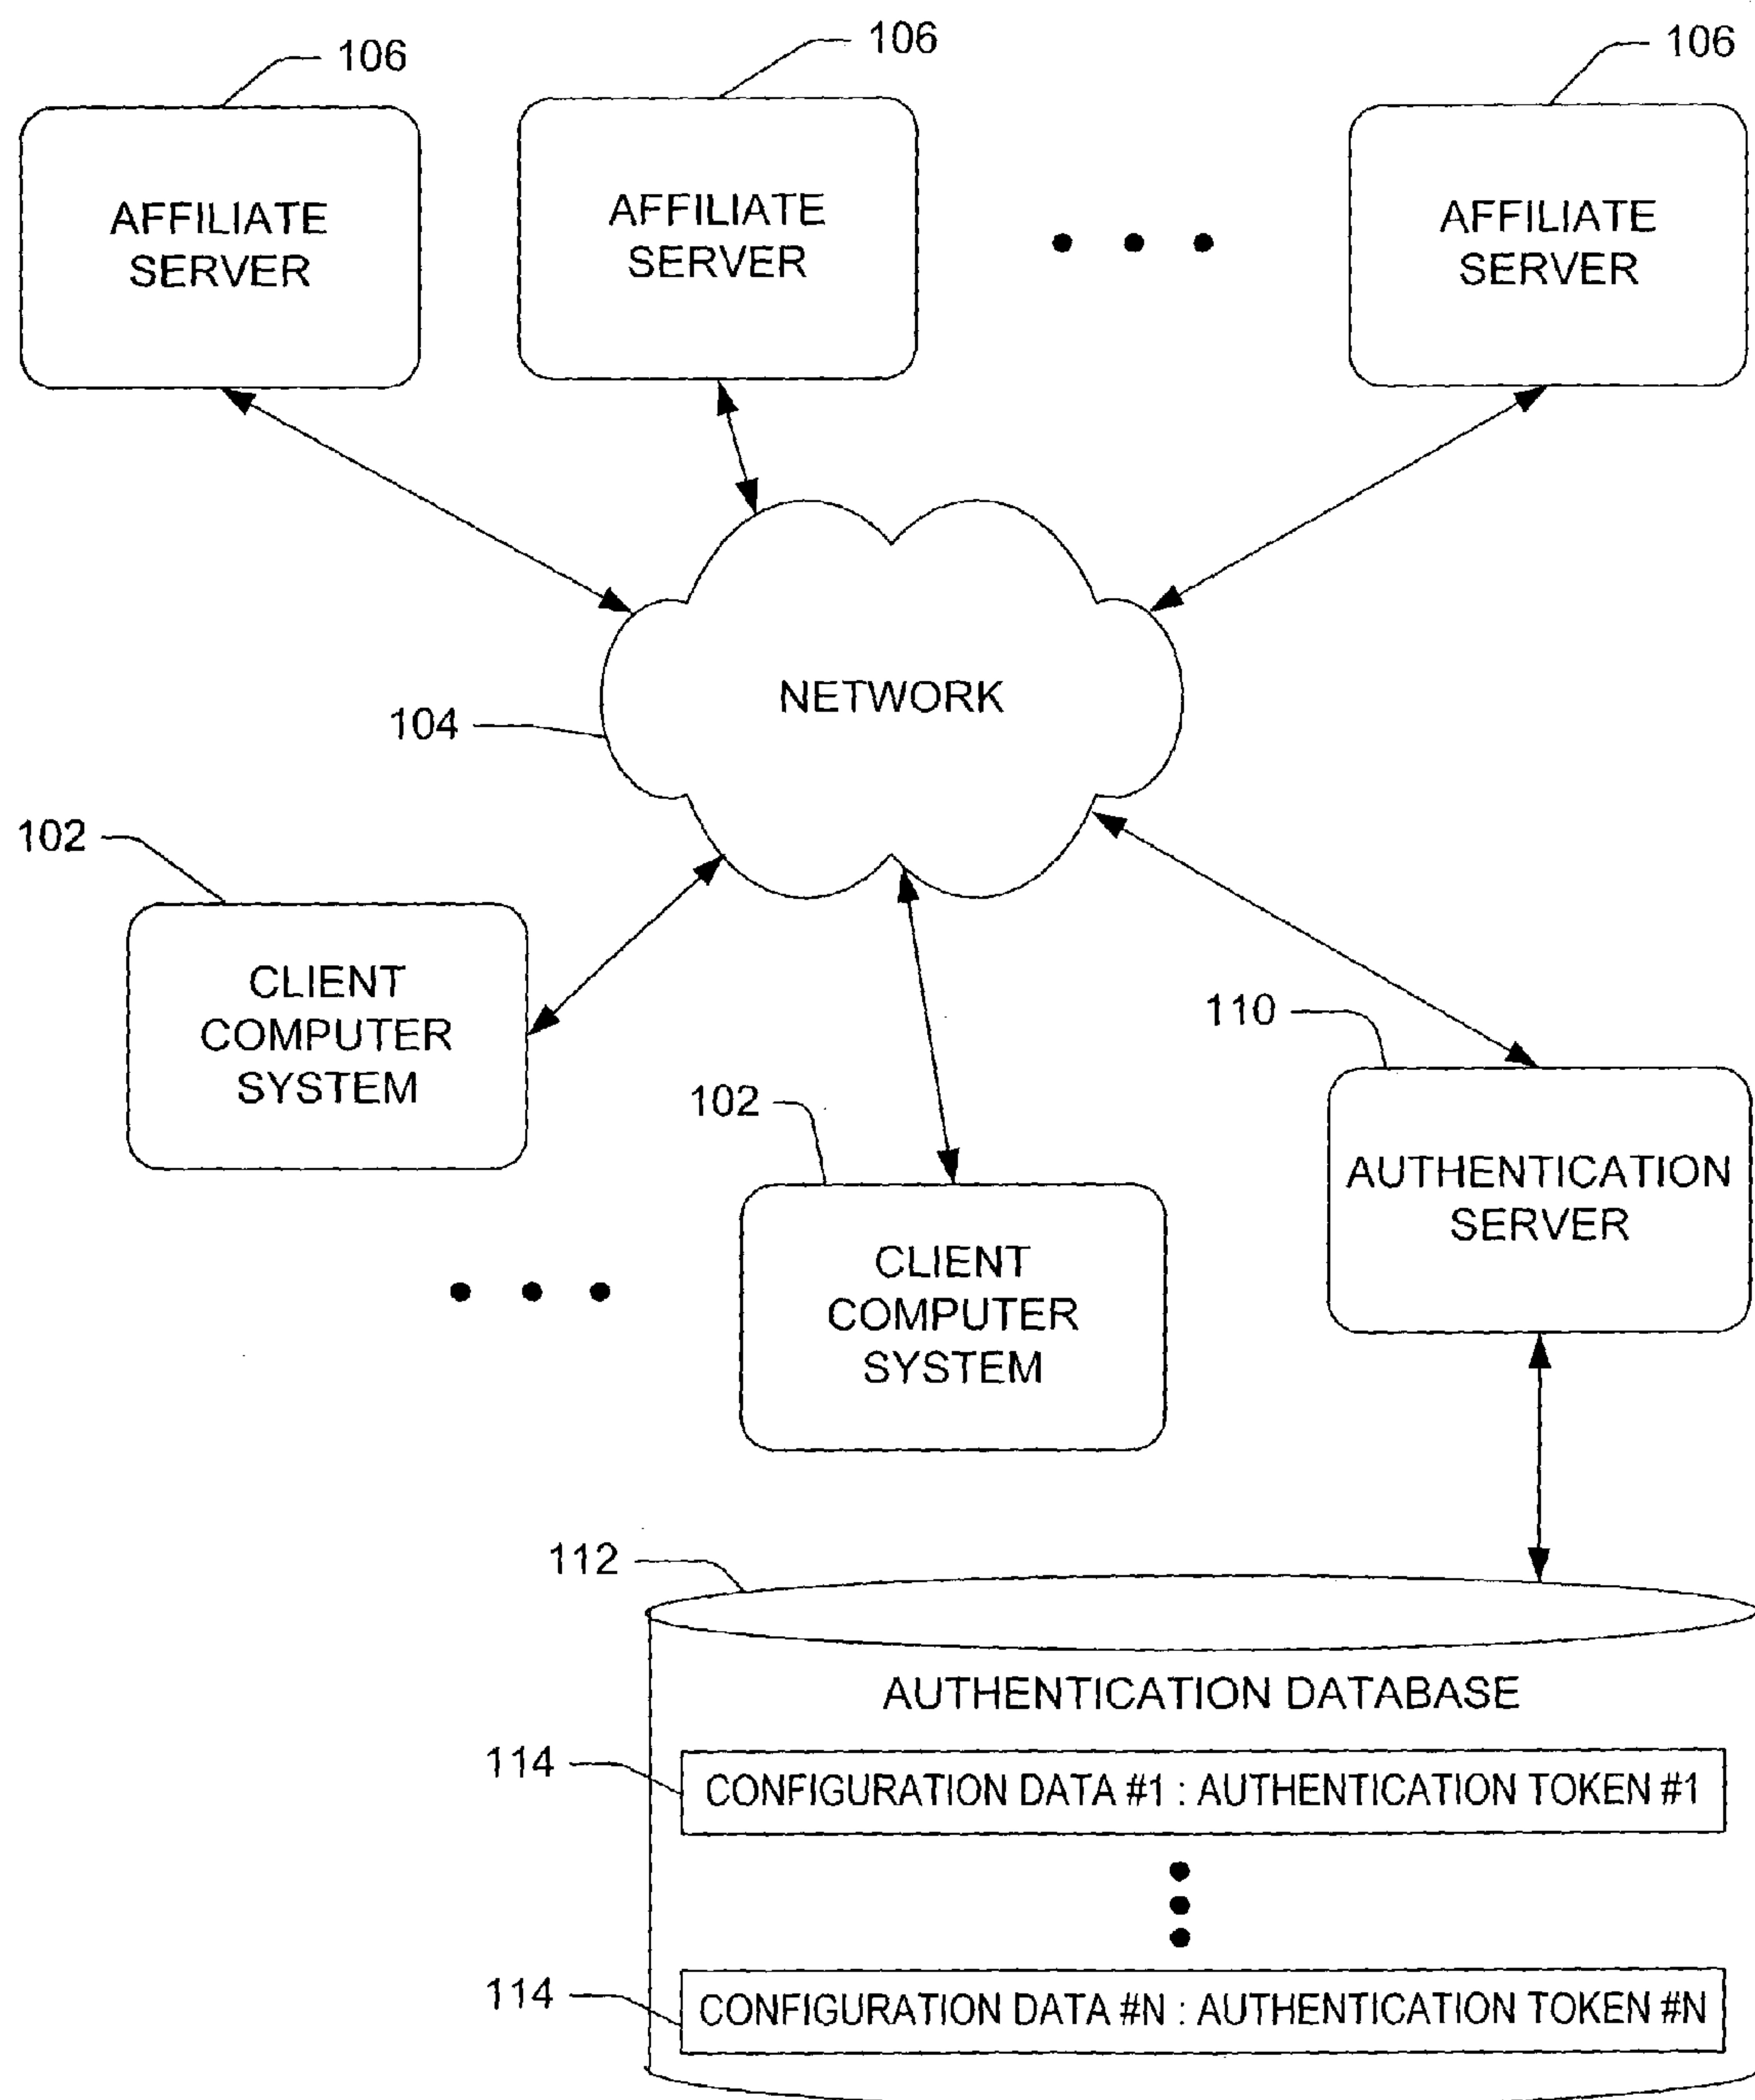 106
106
106
AFFILIATE
SERVER
AFFILIATE
SERVER
AFFILIATE
SERVER
NETWORK
104
102
CLIENT
COMPUTER
SYSTEM
110
102
AUTHENTICATION
SERVER
CLIENT
COMPUTER
SYSTEM
112
AUTHENTICATION DATABASE
114
CONFIGURATION DATA #1 : AUTHENTICATION TOKEN #1
114
CONFIGURATION DATA #N : AUTHENTICATION TOKEN #N